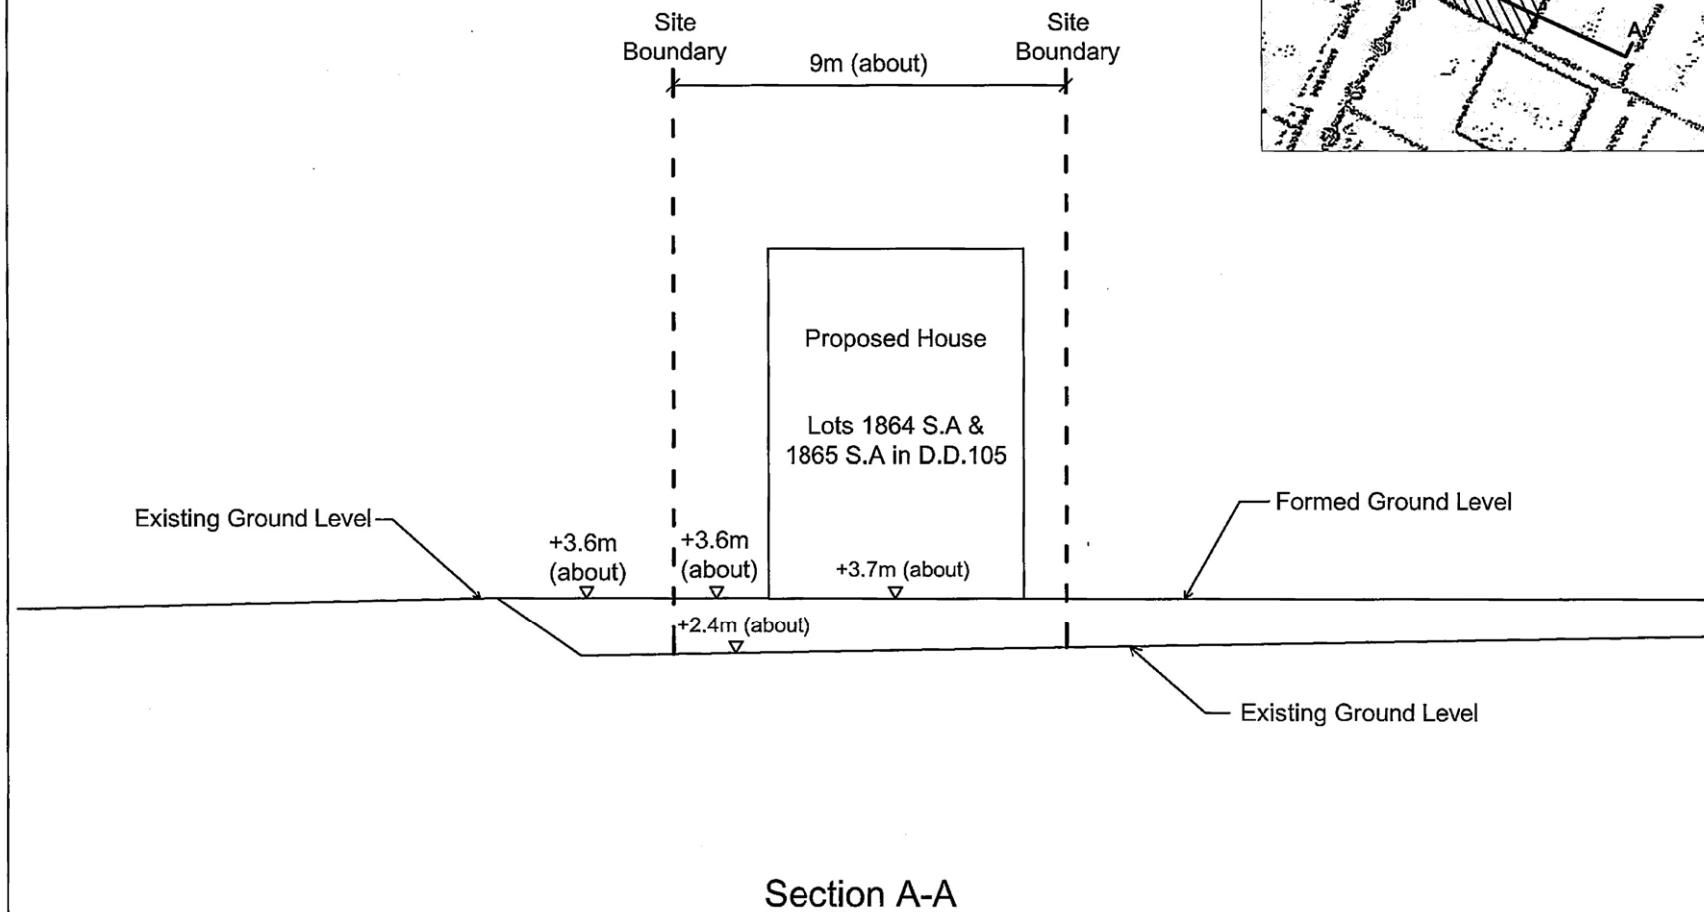 Site
Boundary
Site
Boundary
9m (about)
A
Proposed House
Lots 1864 S.A &
1865 S.A in D.D.105
Existing Ground Level
+3.6m
(about)
+3.6m
(about)
+3.7m (about)
Formed Ground Level
+2.4m (about)
Existing Ground Level
Section A-A